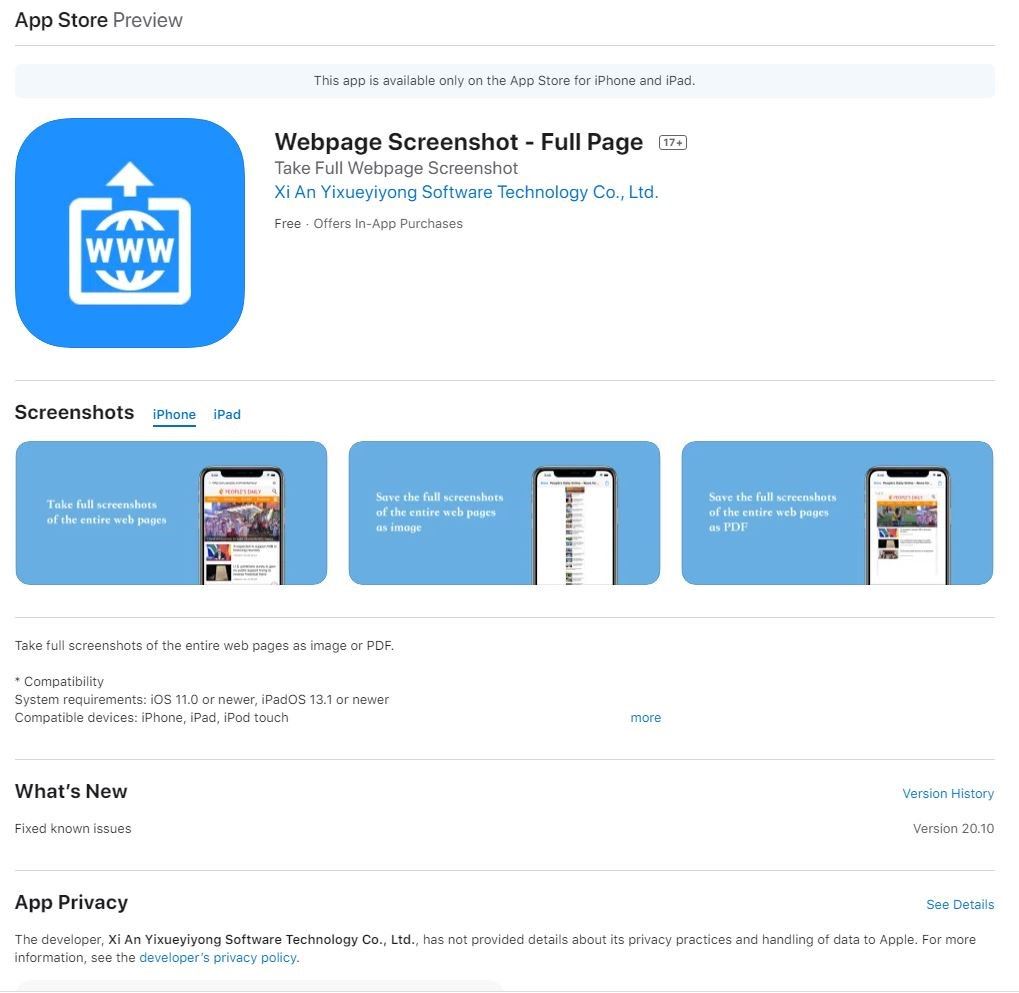 App Store Preview
This app is available only on the App Store for iPhone and iPad.
Webpage Screenshot - Full Page 17+
Take Full Webpage Screenshot
Xi An Yixueyiyong Software Technology Co., Ltd.
Free · Offers In-App Purchases
WWW
Screenshots iPhone iPad
Take full screenshots
of the entire web pages
PEOPLE'S DAILY
Save the full screenshots
of the entire web pages
as image
Save the full screenshots
of the entire web pages
as PDF
PEOPLE'S DAILY
Take full screenshots of the entire web pages as image or PDF.
* Compatibility
System requirements: iOS 11.0 or newer, iPadOS 13.1 or newer
Compatible devices: iPhone, iPad, iPod touch more
What's New Version History
Fixed known issues Version 20.10
App Privacy See Details
The developer, Xi An Yixueyiyong Software Technology Co., Ltd., has not provided details about its privacy practices and handling of data to Apple. For more
information, see the developer's privacy policy.